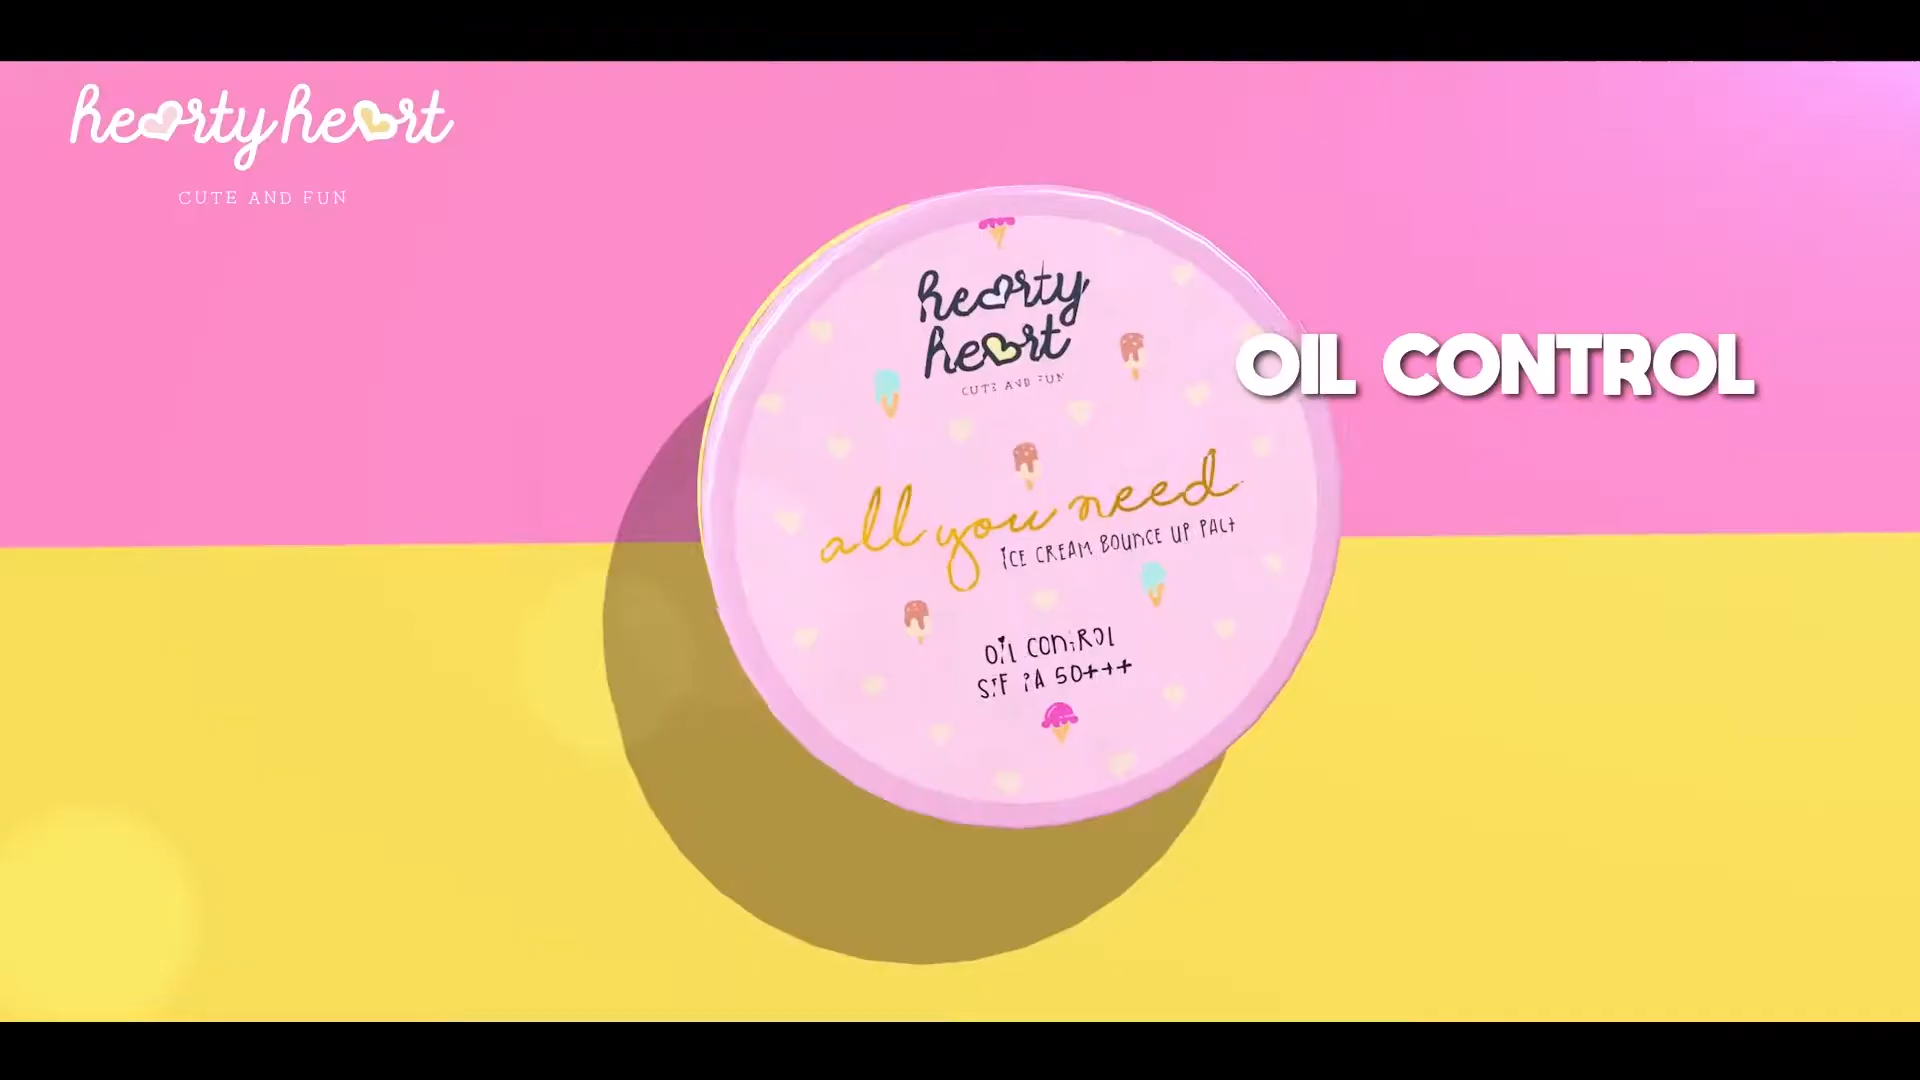 hearty heart
CUTE AND FUN
hearty
heart
CUTE AND FUN
OIL CONTROL
all you need
ICE CREAM BOUNCE UP PACT
OIL CONTROL
SPF PA 50+++